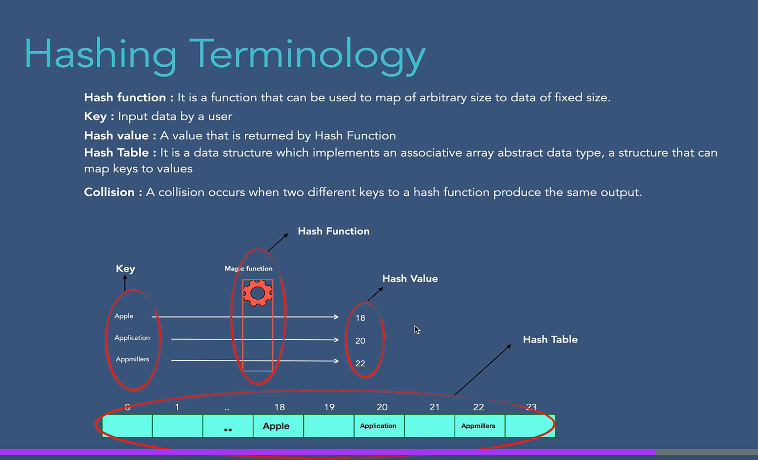 Hashing Terminology
Hash function : It is a function that can be used to map of arbitrary size to data of fixed size.
Key : Input data by a user
Hash value : A value that is returned by Hash Function
Hash Table : It is a data structure which implements an associative array abstract data type, a structure that can
map keys to values
Collision : A collision occurs when two different keys to a hash function produce the same output.
Hash Function
Key
Magic function
Hash Value
Apple
18
Application
20
Hash Table
Appmillers
22
0 1 .. 18 19 20 21 22 23
.. Apple Application Appmillers